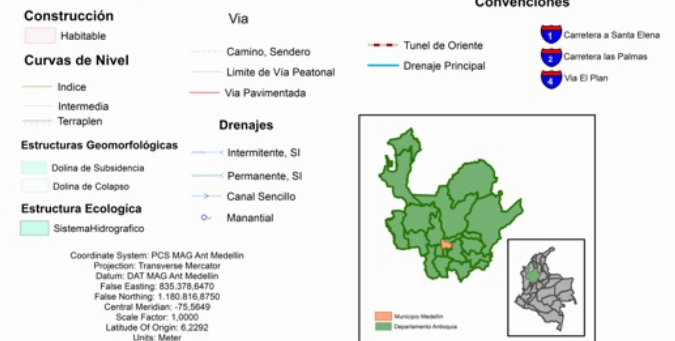 Convenciones
Construcción
Habitable
Curvas de Nivel
Indice
Intermedia
Terraplen
Estructuras Geomorfológicas
Dolina de Subsidencia
Dolina de Colapso
Estructura Ecologíca
SistemaHidrografico
Via
Camino, Sendero
Limite de Vía Peatonal
Via Pavimentada
Drenajes
Intermitente, SI
Permanente, SI
Canal Sencillo
Manantial
Tunel de Oriente
Drenaje Principal
1 Carretera a Santa Elena
2 Carretera las Palmas
4 Via El Plan
Coordinate System: PCS MAG Ant Medellin
Projection: Transverse Mercator
Datum: DAT MAG Ant Medellin
False Easting: 835.378,6470
False Northing: 1.180.816,8750
Central Meridian: -75,5649
Scale Factor: 1,0000
Latitude Of Origin: 6,2292
Units: Meter
Municipio Medellín
Departamento Antioquia